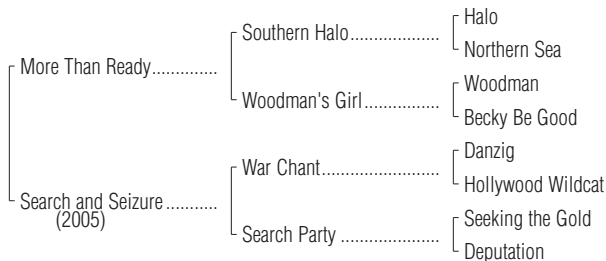 Halo
Southern Halo..................
Northern Sea
More Than Ready.............
Woodman
Woodman's Girl.................
Becky Be Good
Danzig
War Chant.......................
Hollywood Wildcat
Search and Seizure ..........
(2005)
Seeking the Gold
Search Party ...................
Deputation